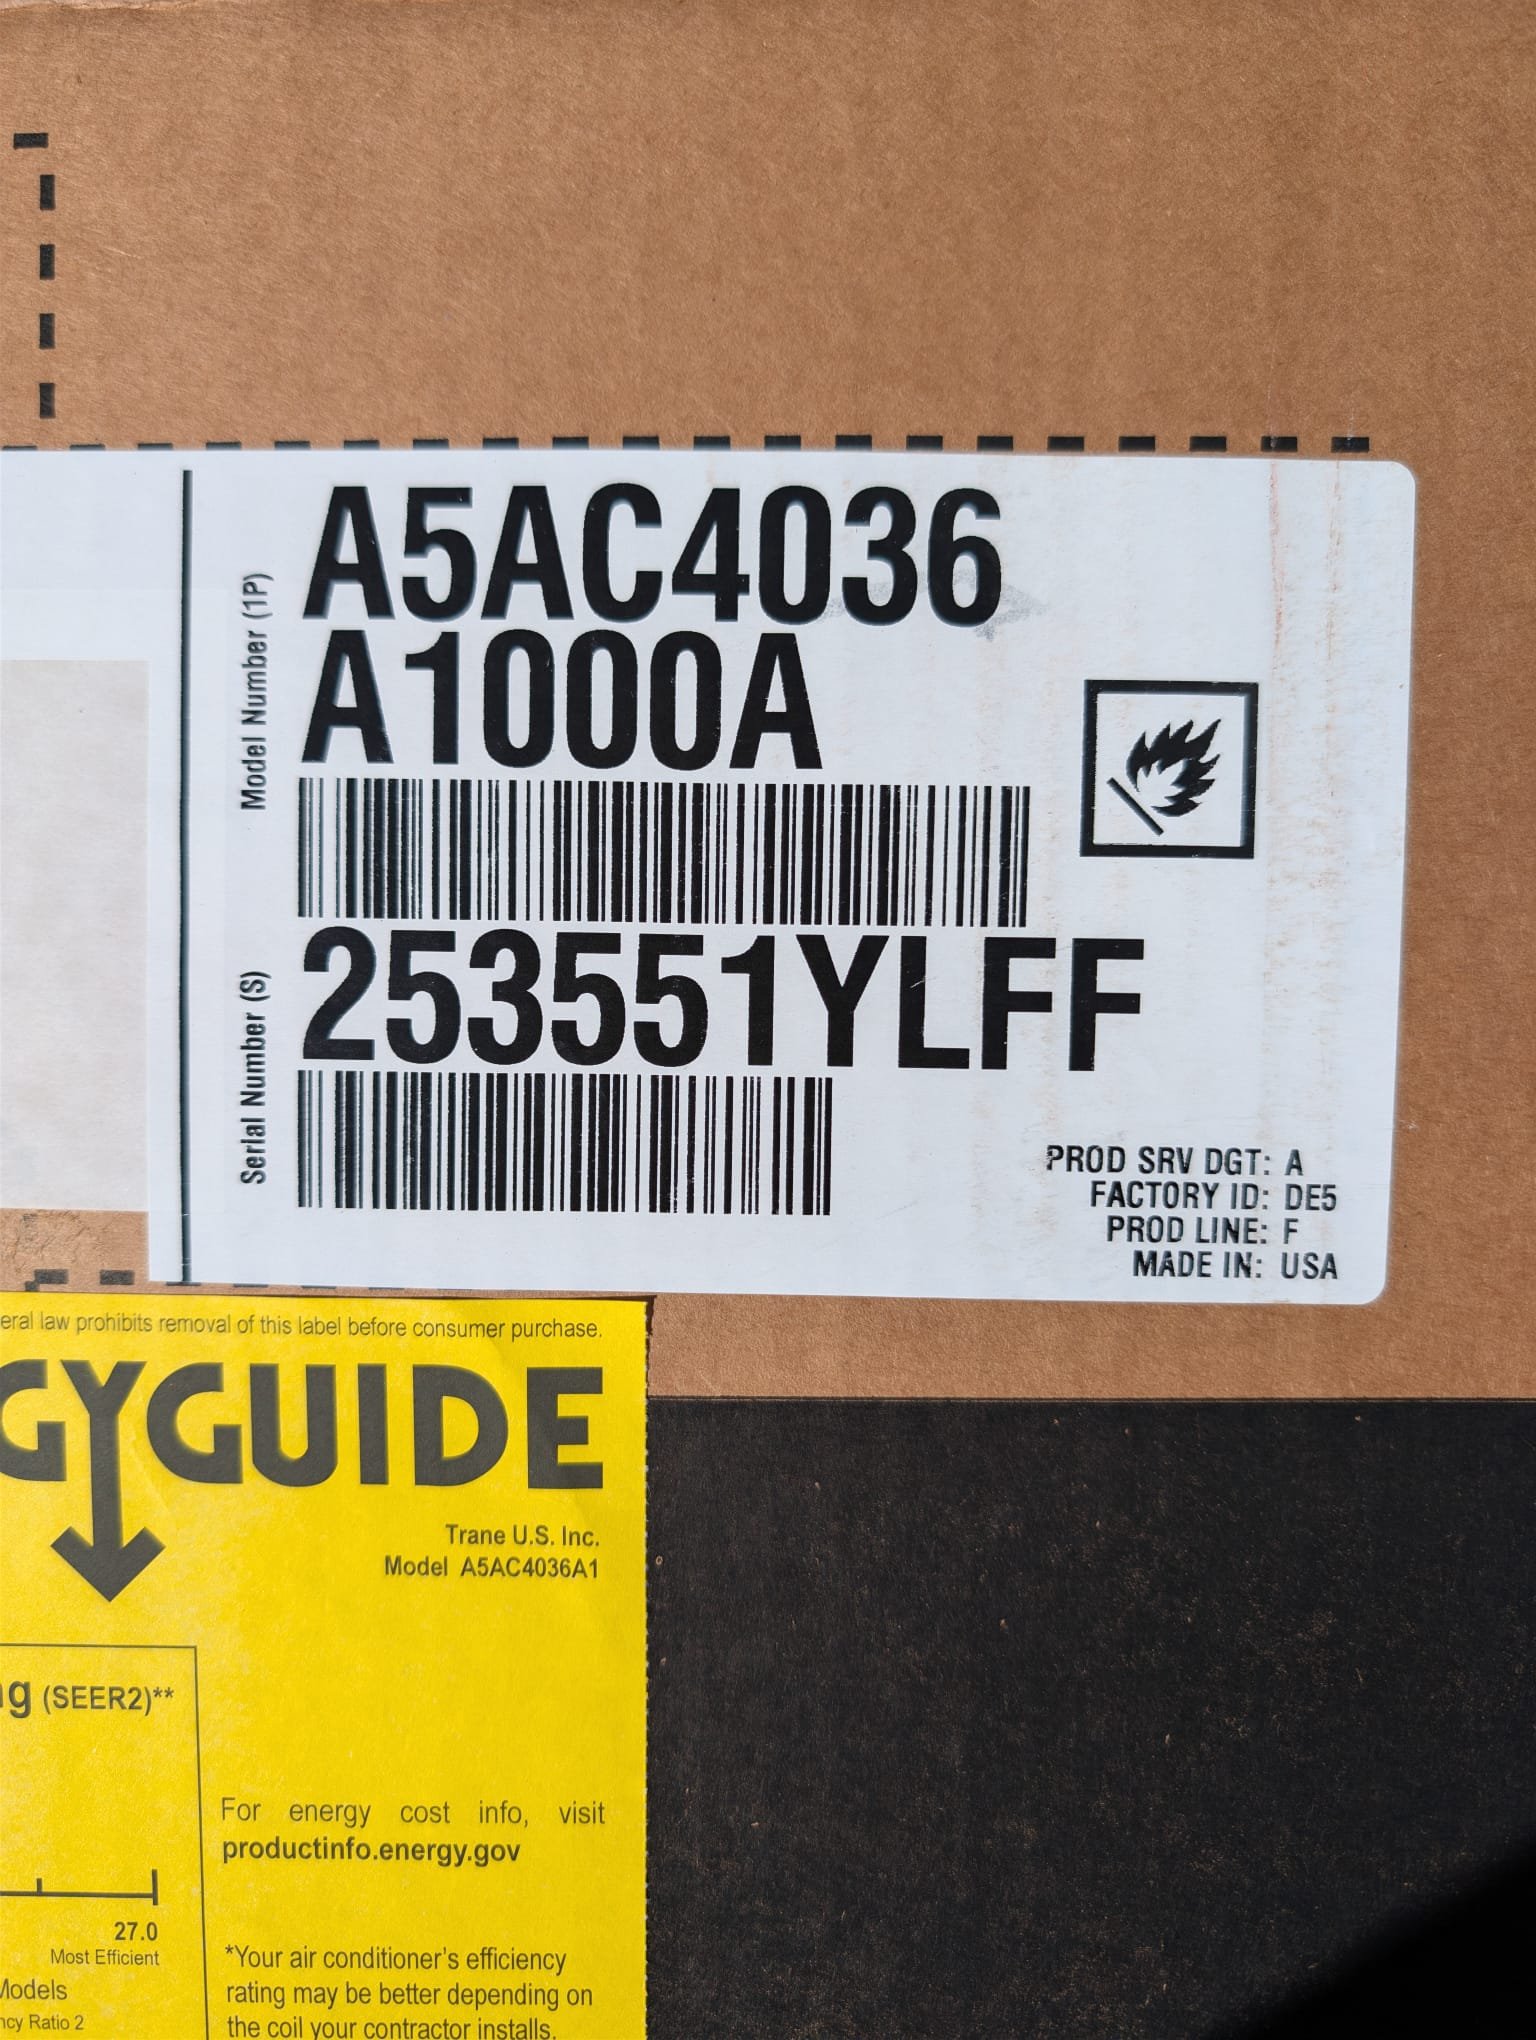 Model Number (1P)
A5AC4036
A1000A
Serial Number (S)
253551YLFF
PROD SRV DGT: A
FACTORY ID: DE5
PROD LINE: F
MADE IN: USA
law prohibits removal of this label before consumer purchase.
GYGUIDE
Trane U.S. Inc.
Model A5AC4036A1
(SEER2)**
For energy cost info, visit
productinfo.energy.gov
27.0
Most Efficient
Models
Ratio 2
*Your air conditioner's efficiency
rating may be better depending on
the coil your contractor installs.